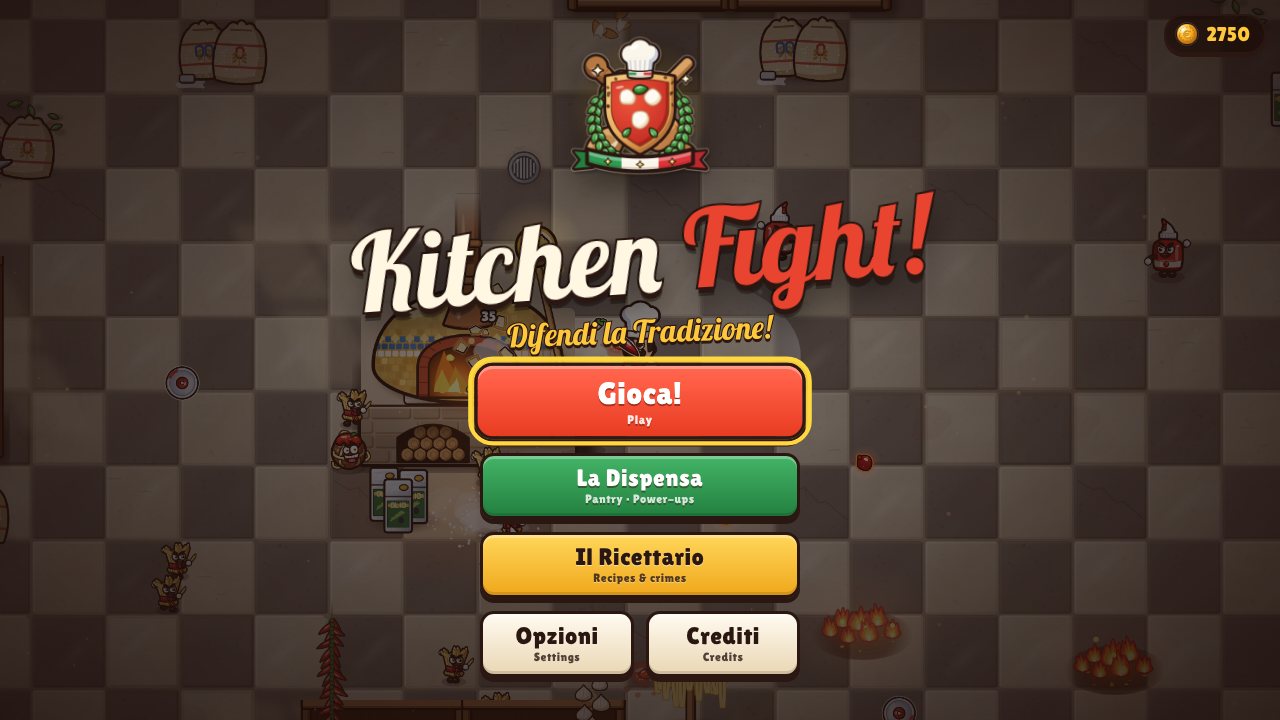 2750
Kitchen Fight!
35
Difendi la Tradizione!
Gioca!
Play
La Dispensa
Pantry · Power-ups
Il Ricettario
Recipes & crimes
Opzioni
Settings
Crediti
Credits